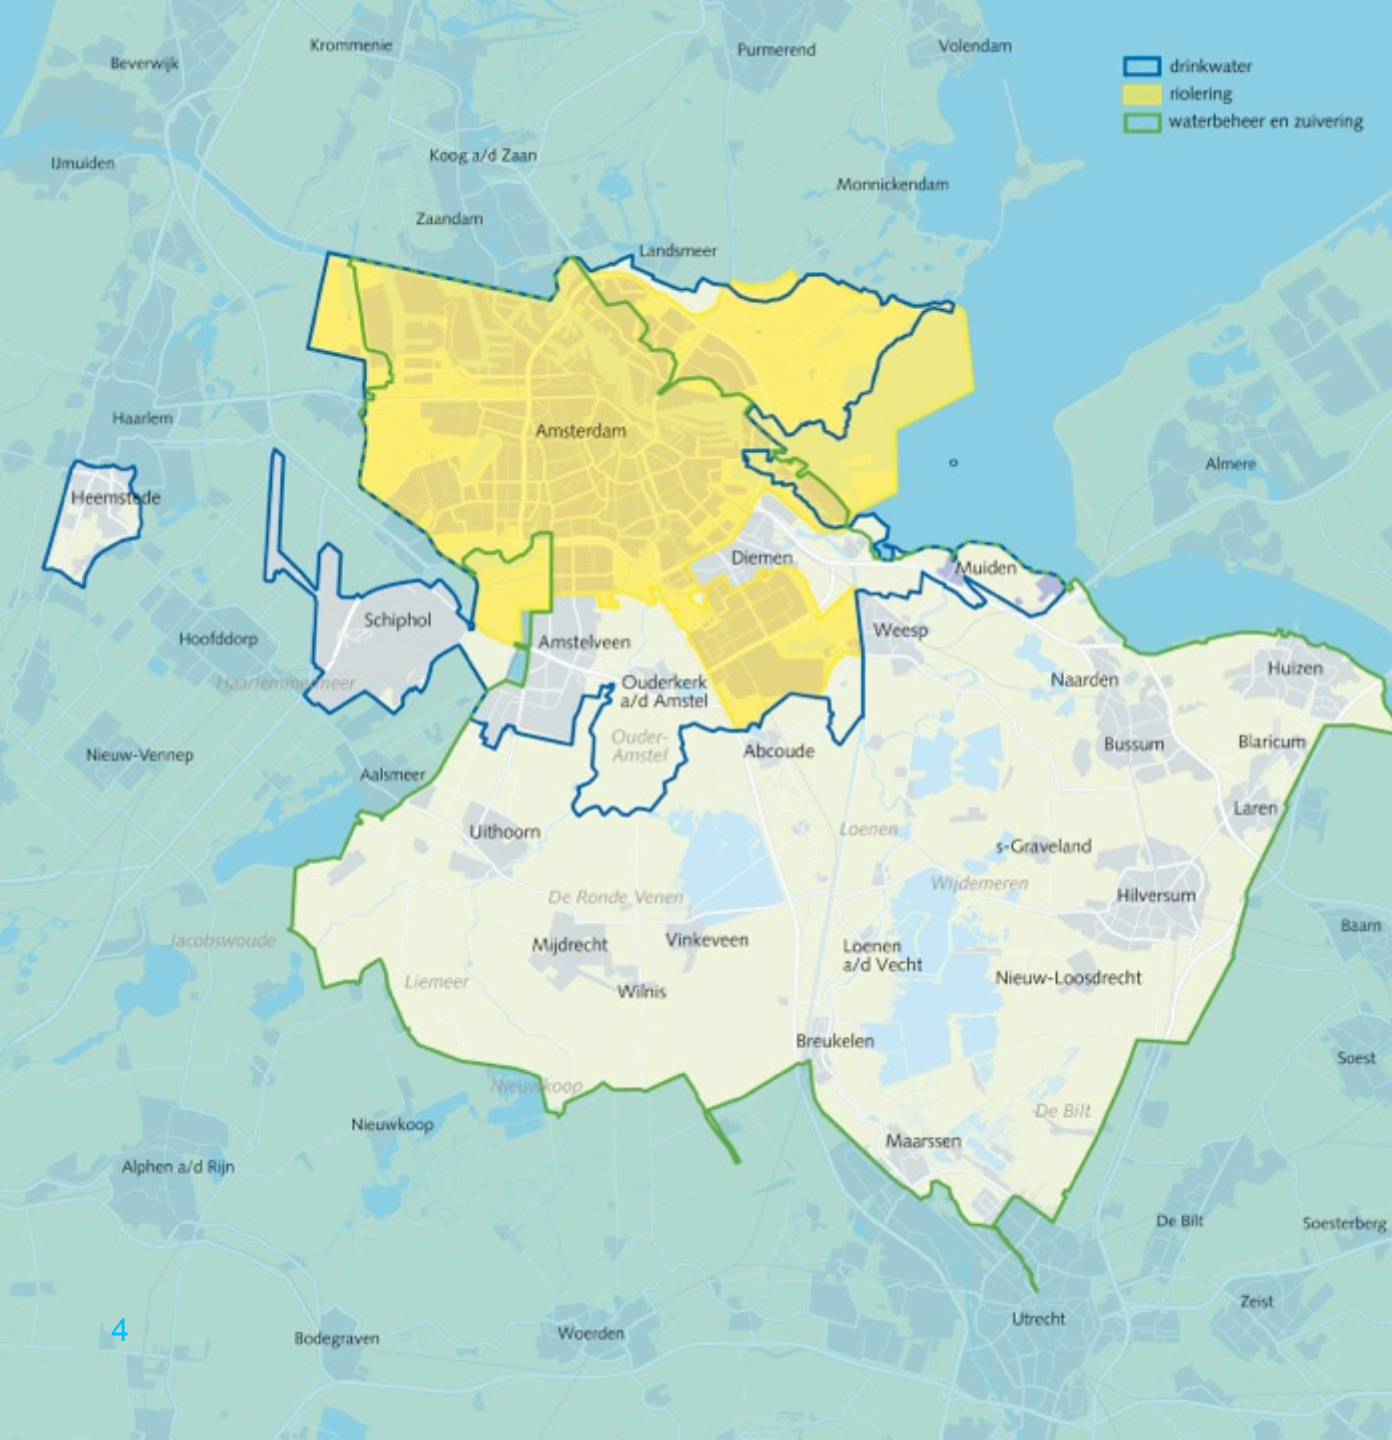 Krommenie
Purmerend
Volendam
Beverwijk
drinkwater
riolering
waterbeheer en zuivering
IJmuiden
Koog a/d Zaan
Monnickendam
Zaandam
Landsmeer
Haarlem
Amsterdam
Almere
Heemstede
Diemen
Muiden
Schiphol
Hoofddorp
Amstelveen
Weesp
Haarlemmermeer
Ouderkerk
a/d Amstel
Naarden
Huizen
Nieuw-Vennep
Ouder-
Amstel
Abcoude
Bussum
Blaricum
Aalsmeer
Laren
Uithoorn
Loenen
s-Graveland
Wijdemeren
De Ronde Venen
Hilversum
Jacobswoude
Mijdrecht
Vinkeveen
Loenen
a/d Vecht
Baarn
Liemeer
Wilnis
Nieuw-Loosdrecht
Breukelen
Soest
Nieuwkoop
De Bilt
Nieuwkoop
Maarssen
Alphen a/d Rijn
De Bilt
Soesterberg
Zeist
Utrecht
4
Bodegraven
Woerden